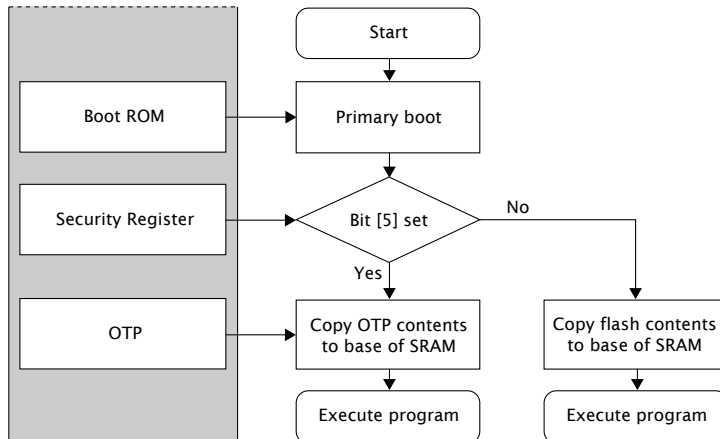 Start
Boot ROM
Primary boot
Security Register
Bit [5] set
No
Yes
OTP
Copy OTP contents
to base of SRAM
Copy flash contents
to base of SRAM
Execute program
Execute program